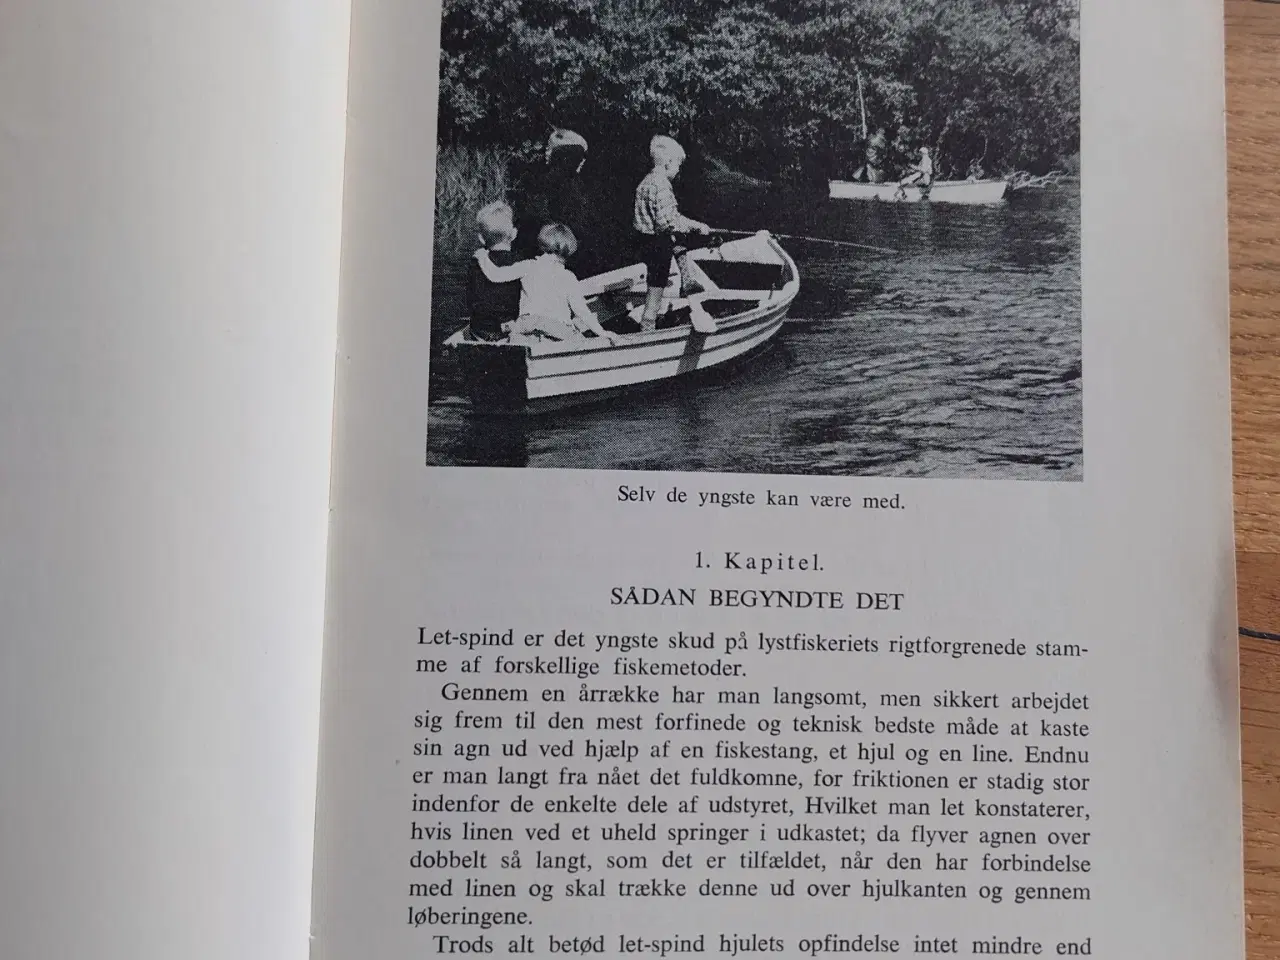 Selv de yngste kan være med.
1. Kapitel.
SÅDAN BEGYNDTE DET
Let-spind er det yngste skud på lystfiskeriets rigtforgrenede stam-
me af forskellige fiskemetoder.
Gennem en årrække har man langsomt, men sikkert arbejdet
sig frem til den mest forfinede og teknisk bedste måde at kaste
sin agn ud ved hjælp af en fiskestang, et hjul og en line. Endnu
er man langt fra nået det fuldkomne, for friktionen er stadig stor
indenfor de enkelte dele af udstyret, Hvilket man let konstaterer,
hvis linen ved et uheld springer i udkastet; da flyver agnen over
dobbelt så langt, som det er tilfældet, når den har forbindelse
med linen og skal trække denne ud over hjulkanten og gennem
løberingene.
Trods alt betød let-spind hjulets opfindelse intet mindre end